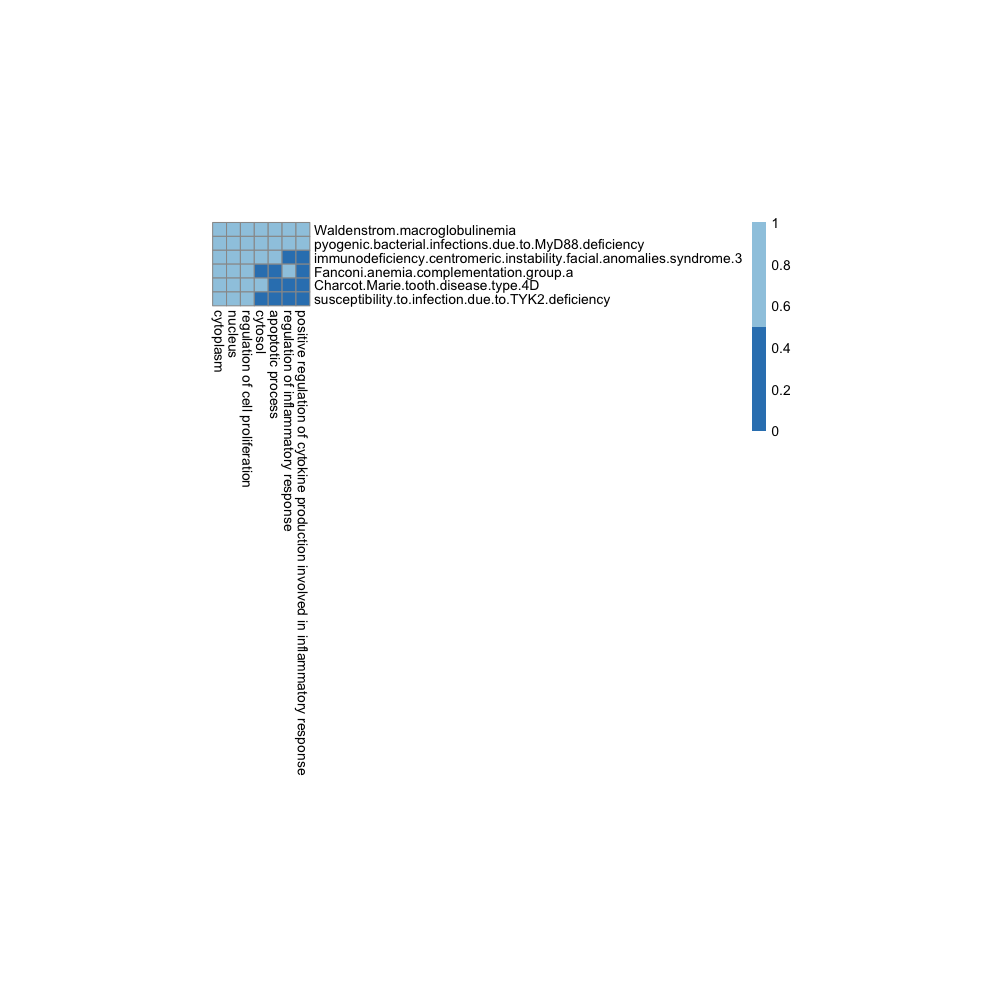 Waldenstrom.macroglobulinemia
pyogenic.bacterial.infections.due.to.MyD88.deficiency
immunodeficiency.centromeric.instability.facial.anomalies.syndrome.3
Fanconi.anemia.complementation.group.a
Charcot.Marie.tooth.disease.type.4D
susceptibility.to.infection.due.to.TYK2.deficiency
cytoplasm
nucleus
regulation of cell proliferation
cytosol
apoptotic process
regulation of inflammatory response
positive regulation of cytokine production involved in inflammatory response
1
0.8
0.6
0.4
0.2
0